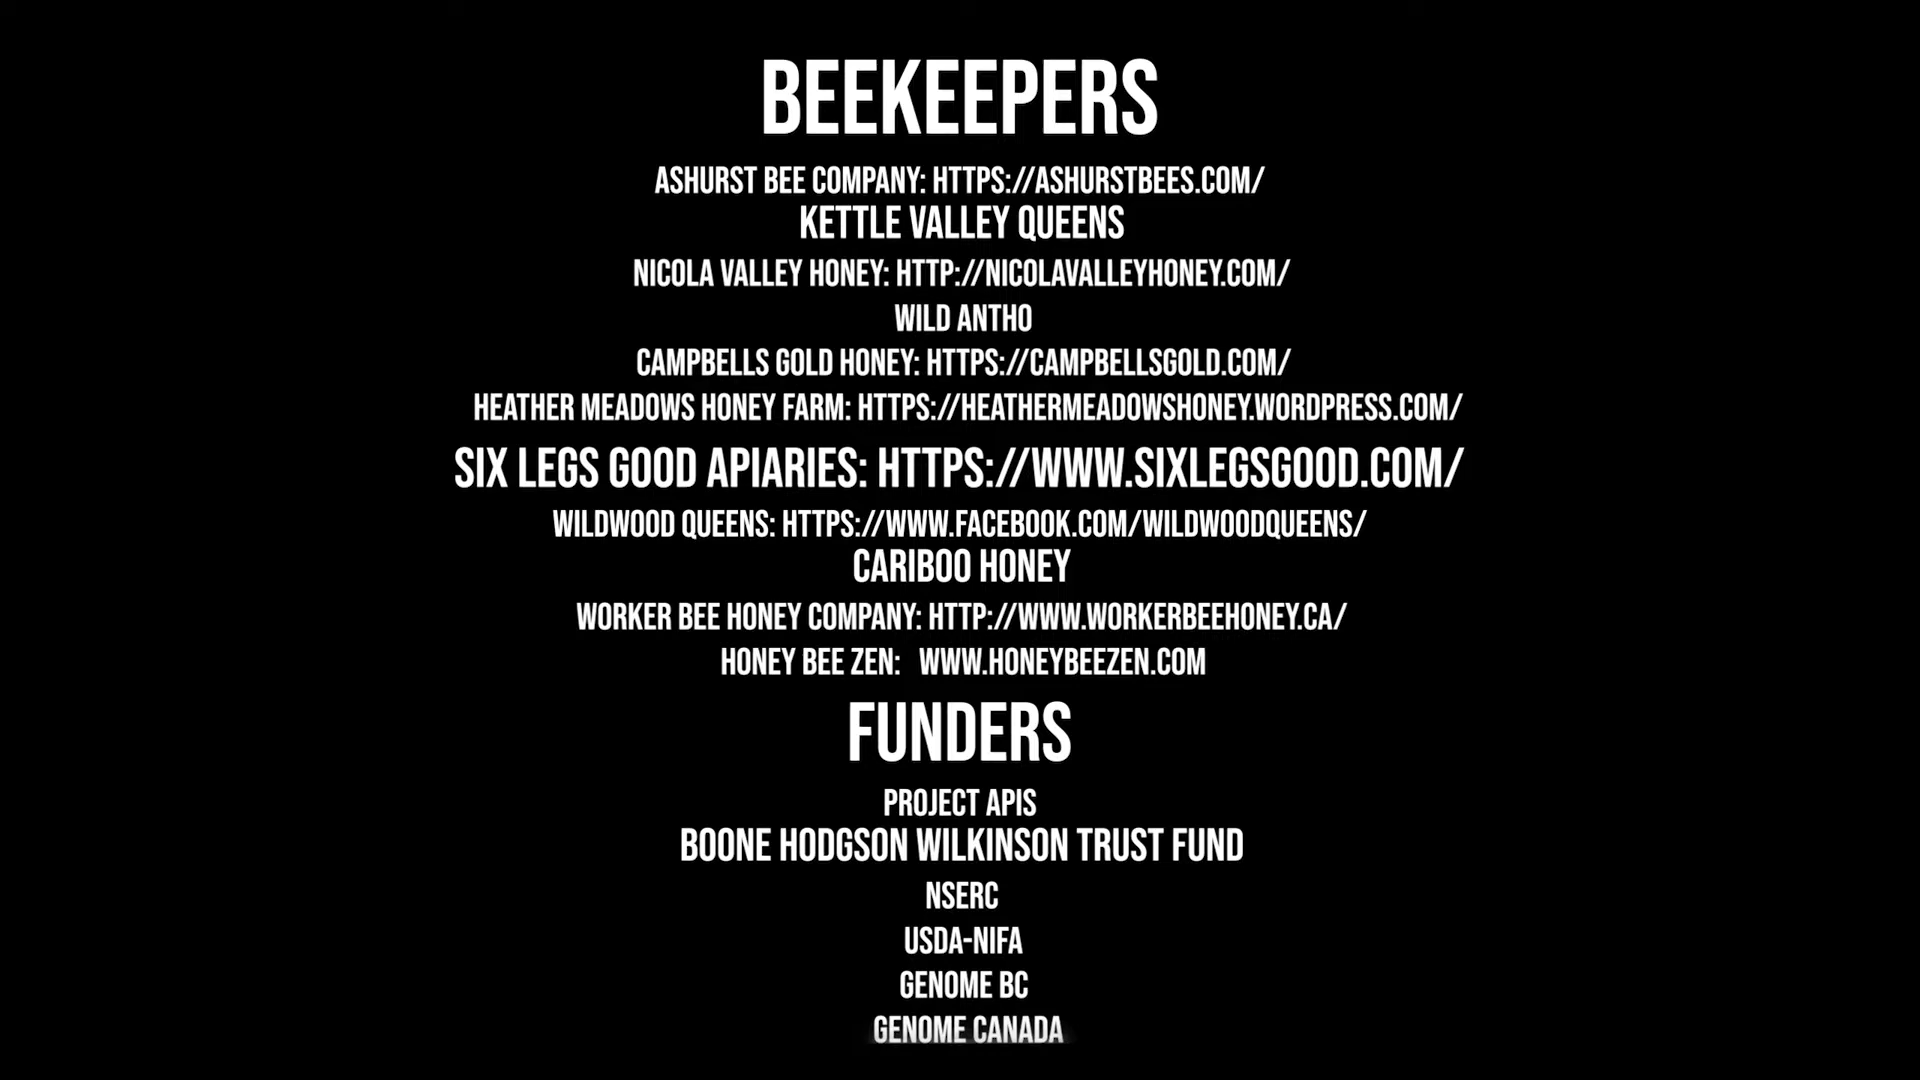 BEEKEEPERS
ASHURST BEE COMPANY: HTTPS://ASHURSTBEES.COM/
KETTLE VALLEY QUEENS
NICOLA VALLEY HONEY: HTTP://NICOLAVALLEYHONEY.COM/
WILD ANTHO
CAMPBELLS GOLD HONEY: HTTPS://CAMPBELLSGOLD.COM/
HEATHER MEADOWS HONEY FARM: HTTPS://HEATHERMEADOWSHONEY.WORDPRESS.COM/
SIX LEGS GOOD APIARIES: HTTPS://WWW.SIXLEGSGOOD.COM/
WILDWOOD QUEENS: HTTPS://WWW.FACEBOOK.COM/WILDWOODQUEENS/
CARIBOO HONEY
WORKER BEE HONEY COMPANY: HTTP://WWW.WORKERBEEHONEY.CA/
HONEY BEE ZEN: WWW.HONEYBEEZEN.COM
FUNDERS
PROJECT APIS
BOONE HODGSON WILKINSON TRUST FUND
NSERC
USDA-NIFA
GENOME BC
GENOME CANADA